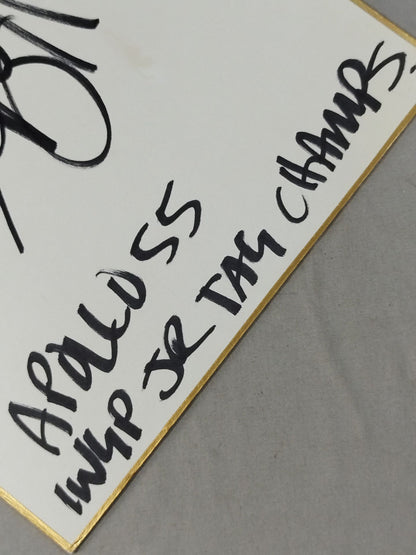 APOLLO 55
IWGP JR TAG CHAMPS.